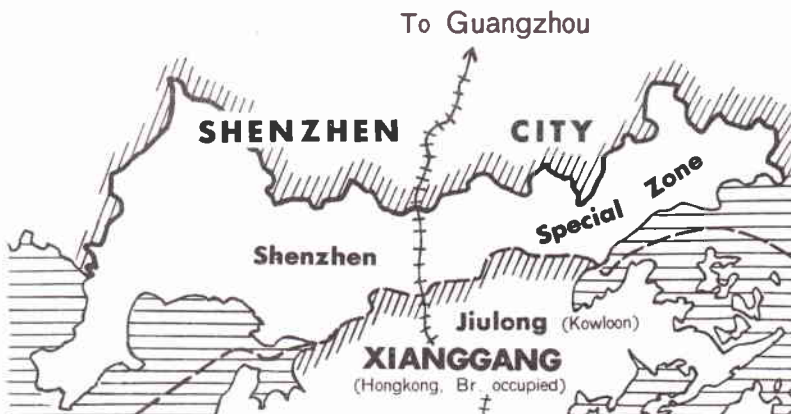 To Guangzhou
SHENZHEN CITY
Special Zone
Shenzhen
Jiulong (Kowloon)
XIANGGANG
(Hongkong, Br. occupied)